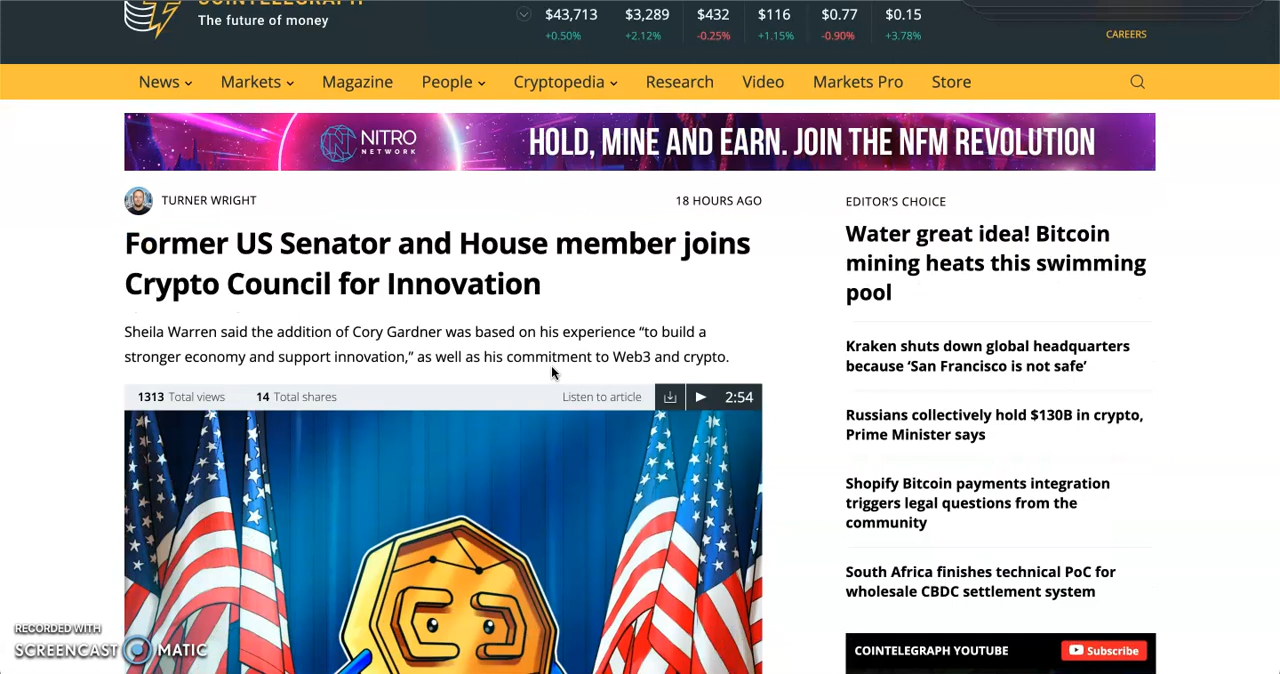 COINTELEGRAPH
The future of money
$43,713 $3,289 $432 $116 $0.77 $0.15
+0.50% +2.12% -0.25% +1.15% -0.90% +3.78%
CAREERS
News Markets Magazine People Cryptopedia Research Video Markets Pro Store
NITRO
NETWORK
HOLD, MINE AND EARN. JOIN THE NFM REVOLUTION
TURNER WRIGHT
18 HOURS AGO
Former US Senator and House member joins
Crypto Council for Innovation
Sheila Warren said the addition of Cory Gardner was based on his experience “to build a
stronger economy and support innovation,” as well as his commitment to Web3 and crypto.
1313 Total views 14 Total shares Listen to article 2:54
EDITOR’S CHOICE
Water great idea! Bitcoin
mining heats this swimming
pool
Kraken shuts down global headquarters
because ‘San Francisco is not safe’
Russians collectively hold $130B in crypto,
Prime Minister says
Shopify Bitcoin payments integration
triggers legal questions from the
community
South Africa finishes technical PoC for
wholesale CBDC settlement system
COINTELEGRAPH YOUTUBE Subscribe
RECORDED WITH
SCREENCAST MATIC